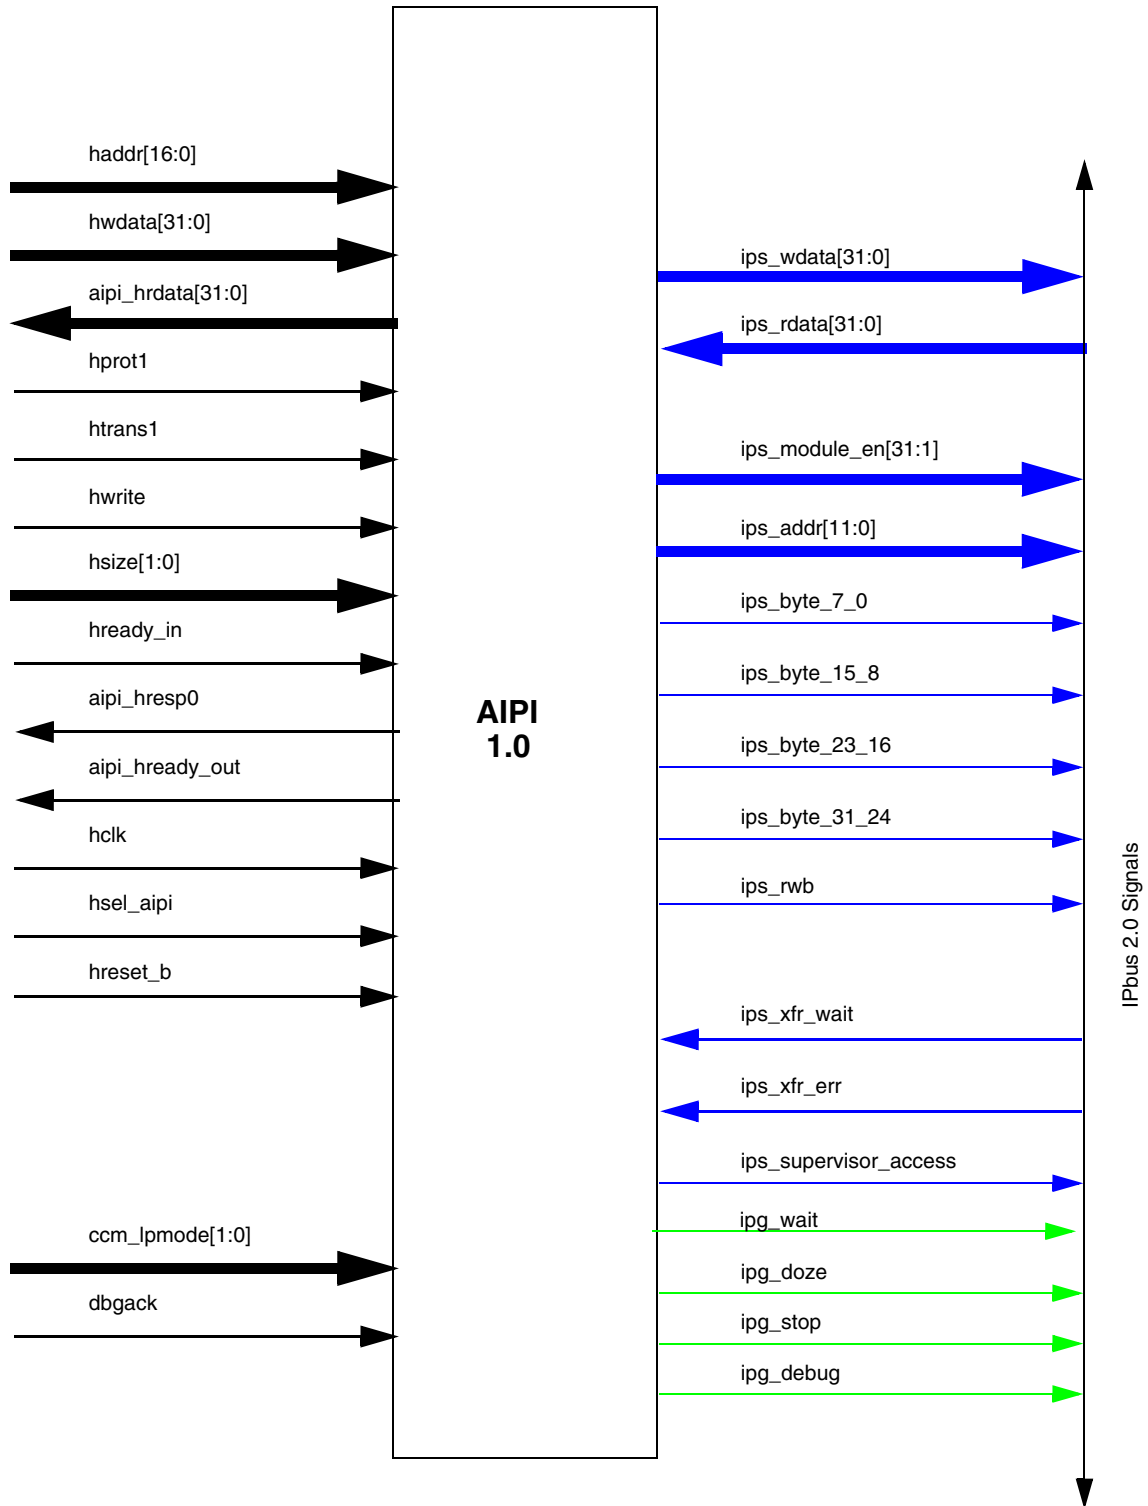 haddr[16:0]
hwdata[31:0]
aipi_hrdata[31:0]
hprot1
htrans1
hwrite
hsize[1:0]
hready_in
aipi_hresp0
aipi_hready_out
hclk
hsel_aipi
hreset_b
ccm_lpmode[1:0]
dbgack
AIPI
1.0
ips_wdata[31:0]
ips_rdata[31:0]
ips_module_en[31:1]
ips_addr[11:0]
ips_byte_7_0
ips_byte_15_8
ips_byte_23_16
ips_byte_31_24
ips_rwb
ips_xfr_wait
ips_xfr_err
ips_supervisor_access
ipg_wait
ipg_doze
ipg_stop
ipg_debug
IPbus 2.0 Signals